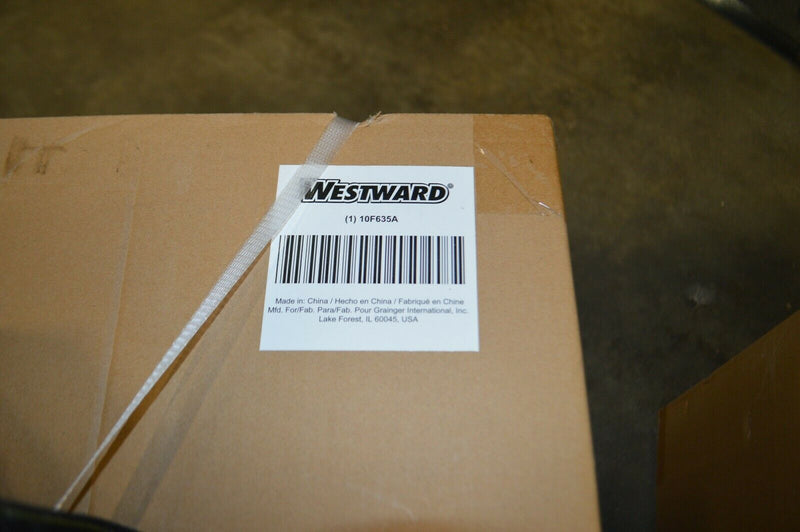 WESTWARD®
(1) 10F635A
Made in: China / Hecho en China / Fabriqué en Chine
Mfd. For/Fab. Para/Fab. Pour Grainger International, Inc.
Lake Forest, IL 60045, USA